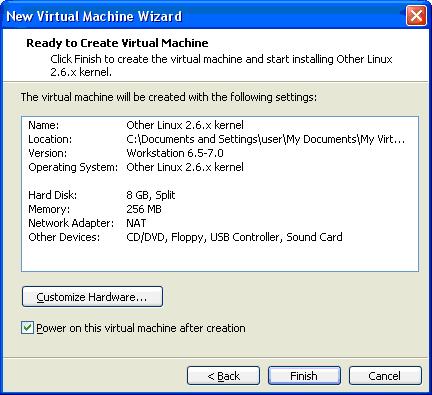 New Virtual Machine Wizard
Ready to Create Virtual Machine
Click Finish to create the virtual machine and start installing Other Linux
2.6.x kernel.
The virtual machine will be created with the following settings:
Name: Other Linux 2.6.x kernel
Location: C:\Documents and Settings\user\My Documents\My Virt...
Version: Workstation 6.5-7.0
Operating System: Other Linux 2.6.x kernel
Hard Disk: 8 GB, Split
Memory: 256 MB
Network Adapter: NAT
Other Devices: CD/DVD, Floppy, USB Controller, Sound Card
Customize Hardware...
Power on this virtual machine after creation
< Back Finish Cancel